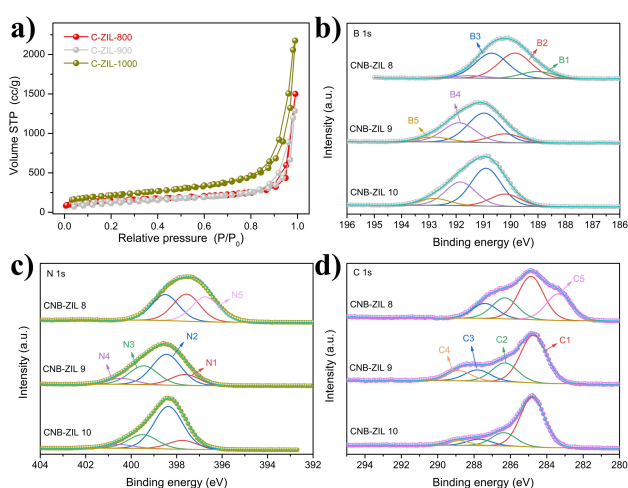 a)
C-ZIL-800
C-ZIL-900
C-ZIL-1000
Volume STP (cc/g)
2000
1500
1000
500
0
0.0 0.2 0.4 0.6 0.8 1.0
Relative pressure (P/P0)
b)
B 1s
B3
B2
B1
CNB-ZIL 8
B4
B5
CNB-ZIL 9
CNB-ZIL 10
Intensity (a.u.)
195 194 193 192 191 190 189 188 187 186
Binding energy (eV)
c)
N 1s
N5
CNB-ZIL 8
N4
N3
N2
N1
CNB-ZIL 9
CNB-ZIL 10
Intensity (a.u.)
404 402 400 398 396 394 392
Binding energy (eV)
d)
C 1s
C5
CNB-ZIL 8
C4
C3
C2
C1
CNB-ZIL 9
CNB-ZIL 10
Intensity (a.u.)
294 292 290 288 286 284 282 280
Binding energy (eV)